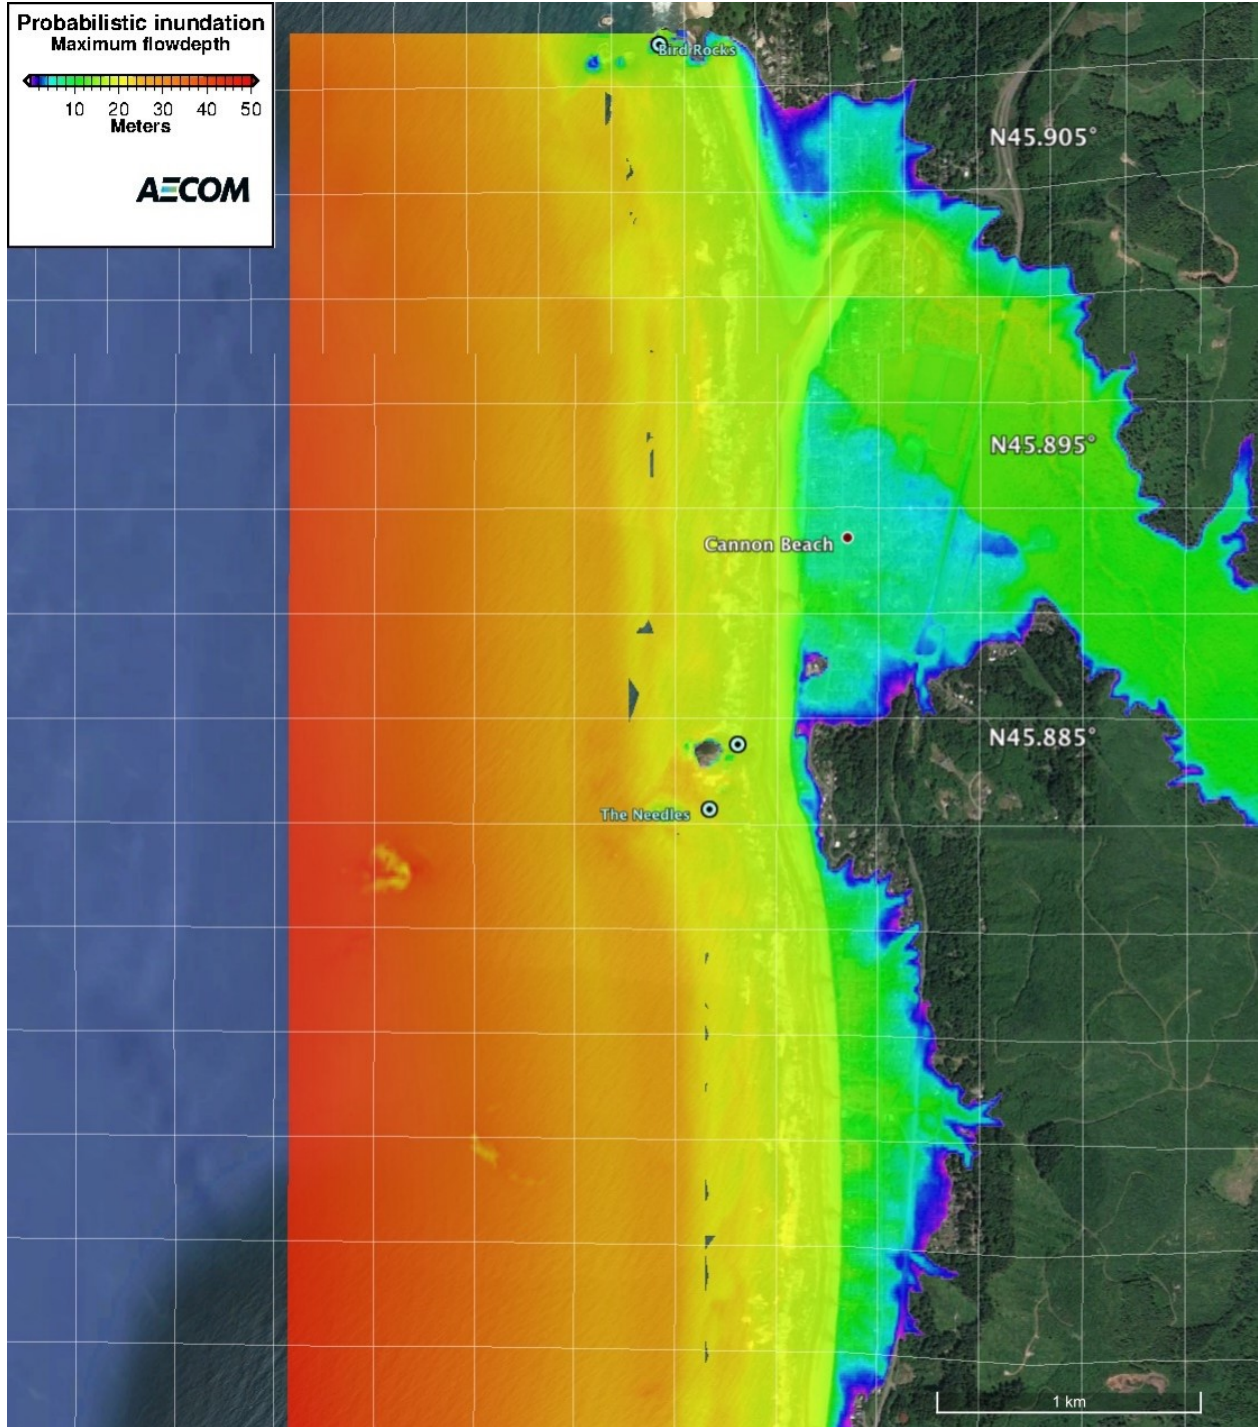 Probabilistic inundation
Maximum flowdepth
10 20 30 40 50
Meters
AECOM
Bird Rocks
N45.905°
N45.895°
Cannon Beach
N45.885°
The Needles
1 km